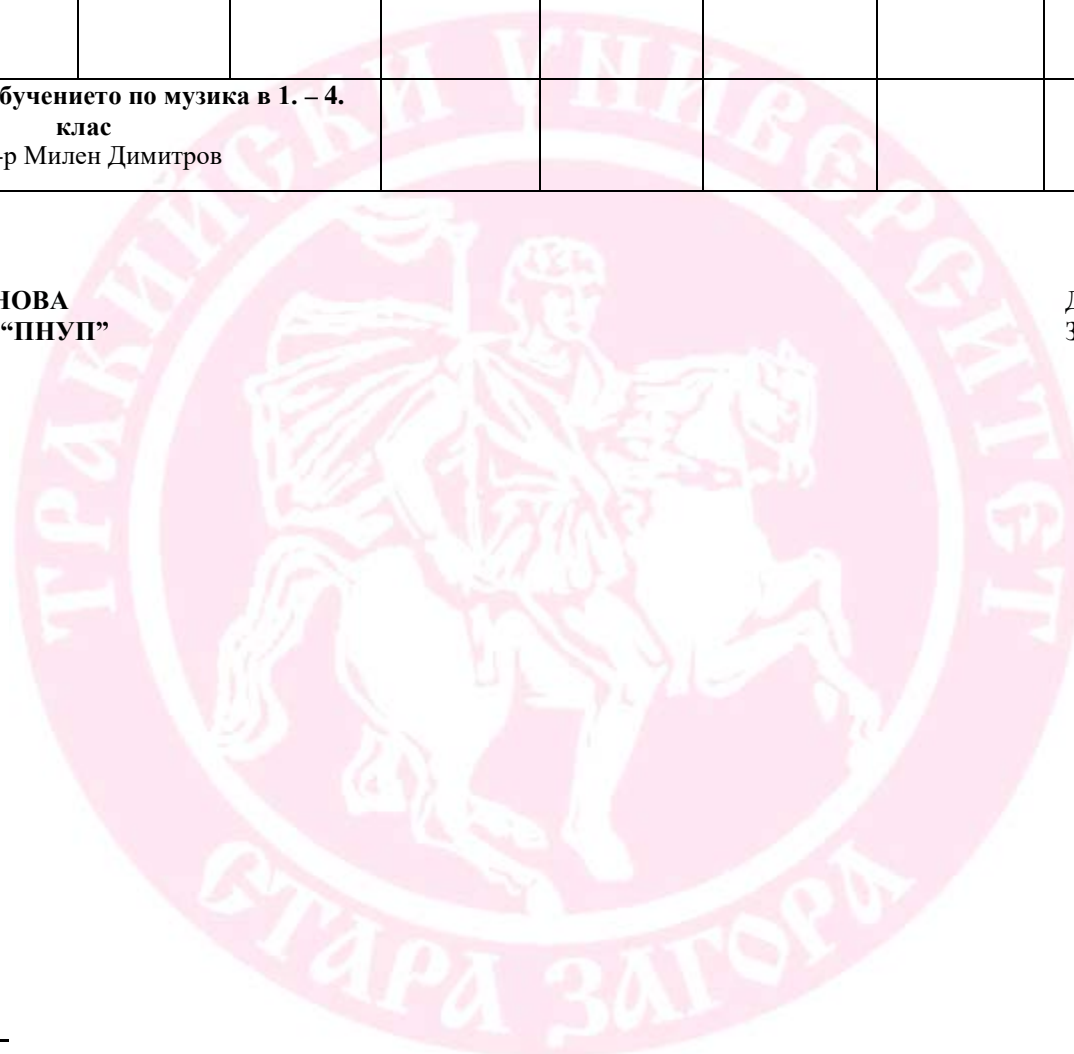 бучението по музика в 1. – 4.
клас
-р Милен Димитров
НОВА
“ПНУП”
ТРАКИЙСКИ УНИВЕРСИТЕТ
СТАРА ЗАГОРА